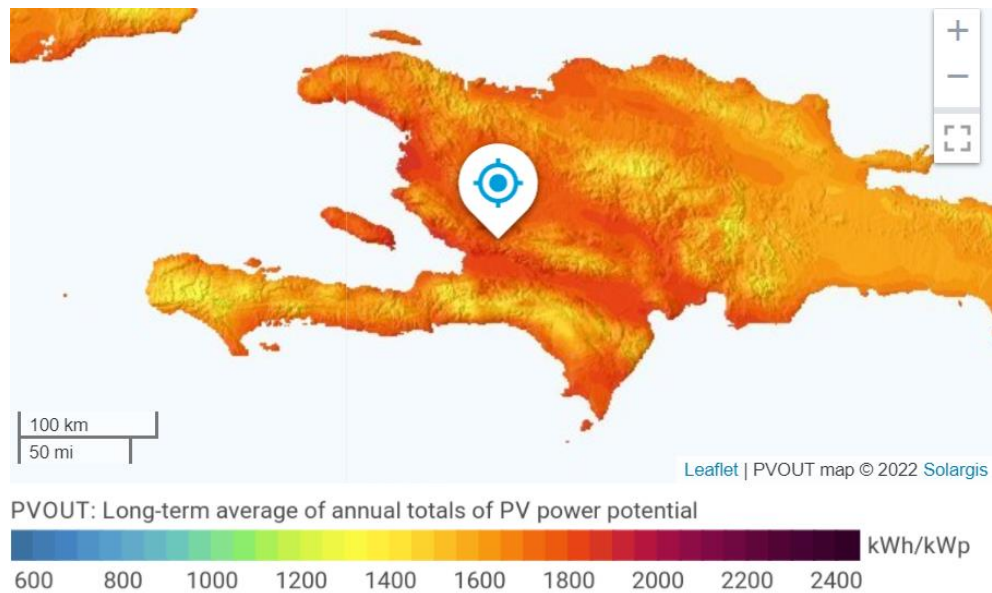 +
−
100 km
50 mi
Leaflet | PVOUT map © 2022 Solargis
PVOUT: Long-term average of annual totals of PV power potential
kWh/kWp
600 800 1000 1200 1400 1600 1800 2000 2200 2400